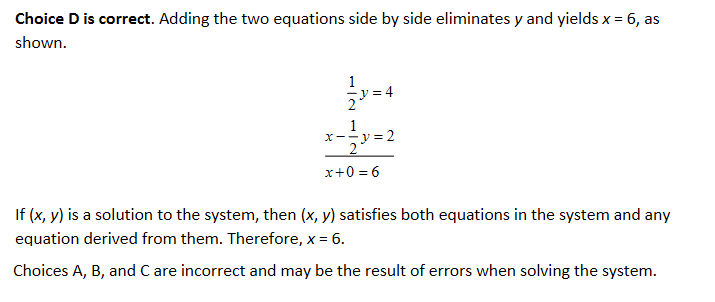 Choice D is correct. Adding the two equations side by side eliminates y and yields x = 6, as
shown.
1/2 y = 4
x - 1/2 y = 2
x+0 = 6
If (x, y) is a solution to the system, then (x, y) satisfies both equations in the system and any
equation derived from them. Therefore, x = 6.
Choices A, B, and C are incorrect and may be the result of errors when solving the system.